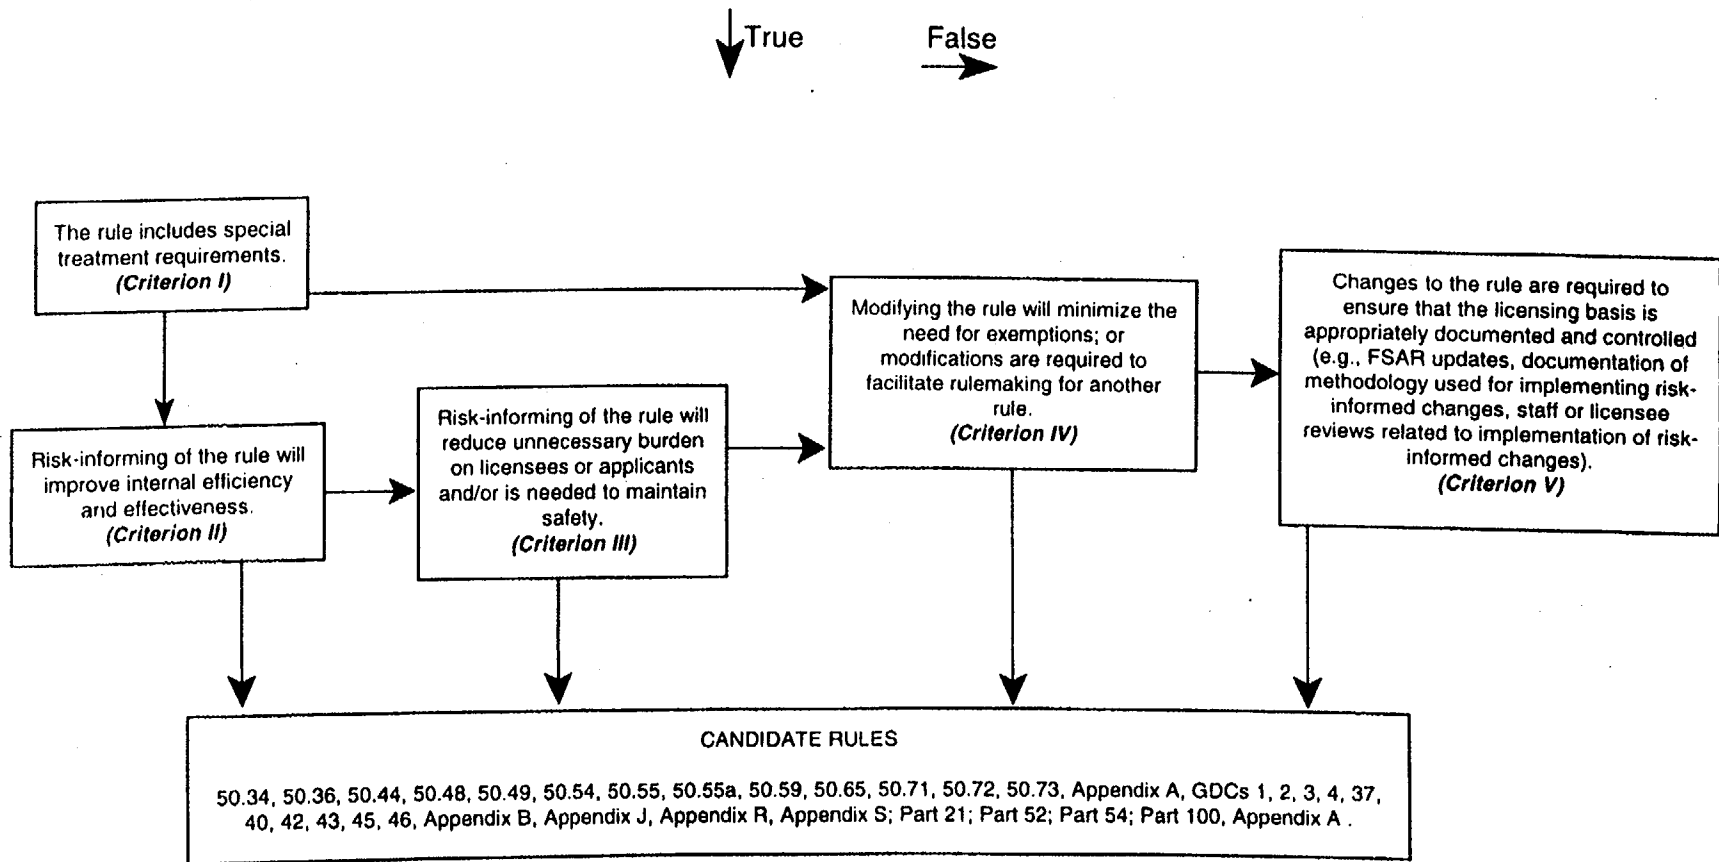 True
False
The rule includes special
treatment requirements.
(Criterion I)
Risk-informing of the rule will
improve internal efficiency
and effectiveness.
(Criterion II)
Risk-informing of the rule will
reduce unnecessary burden
on licensees or applicants
and/or is needed to maintain
safety.
(Criterion III)
Modifying the rule will minimize the
need for exemptions; or
modifications are required to
facilitate rulemaking for another
rule.
(Criterion IV)
Changes to the rule are required to
ensure that the licensing basis is
appropriately documented and controlled
(e.g., FSAR updates, documentation of
methodology used for implementing risk-
informed changes, staff or licensee
reviews related to implementation of risk-
informed changes).
(Criterion V)
CANDIDATE RULES
50.34, 50.36, 50.44, 50.48, 50.49, 50.54, 50.55, 50.55a, 50.59, 50.65, 50.71, 50.72, 50.73, Appendix A, GDCs 1, 2, 3, 4, 37,
40, 42, 43, 45, 46, Appendix B, Appendix J, Appendix R, Appendix S; Part 21; Part 52; Part 54; Part 100, Appendix A .